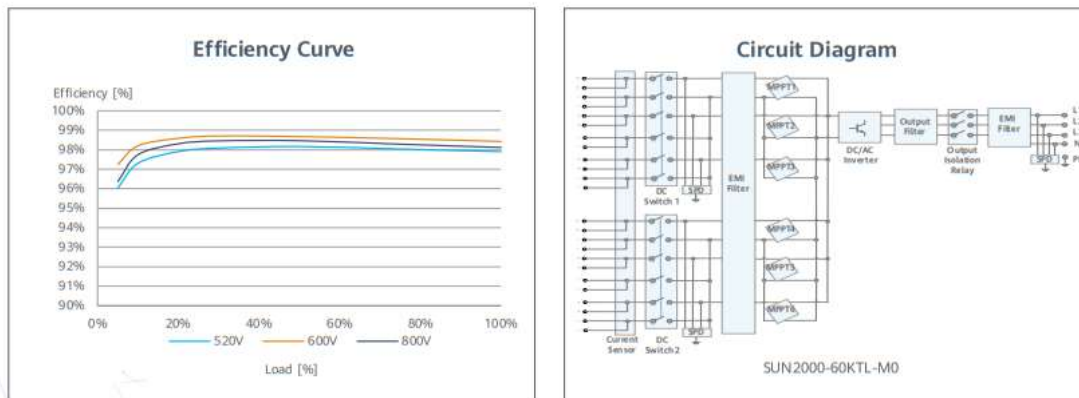 Efficiency Curve
Efficiency [%]
100%
99%
98%
97%
96%
95%
94%
93%
92%
91%
90%
0%
20%
40%
60%
80%
100%
520V
600V
800V
Load [%]
Circuit Diagram
MPPT1
MPPT2
MPPT3
MPPT4
MPPT5
MPPT6
EMI
Filter
DC
Switch 1
SPD
Current
Sensor
DC
Switch2
SPD
DC/AC
Inverter
Output
Filter
Output
Isolation
Relay
EMI
Filter
SPD
N
SUN2000-60KTL-M0